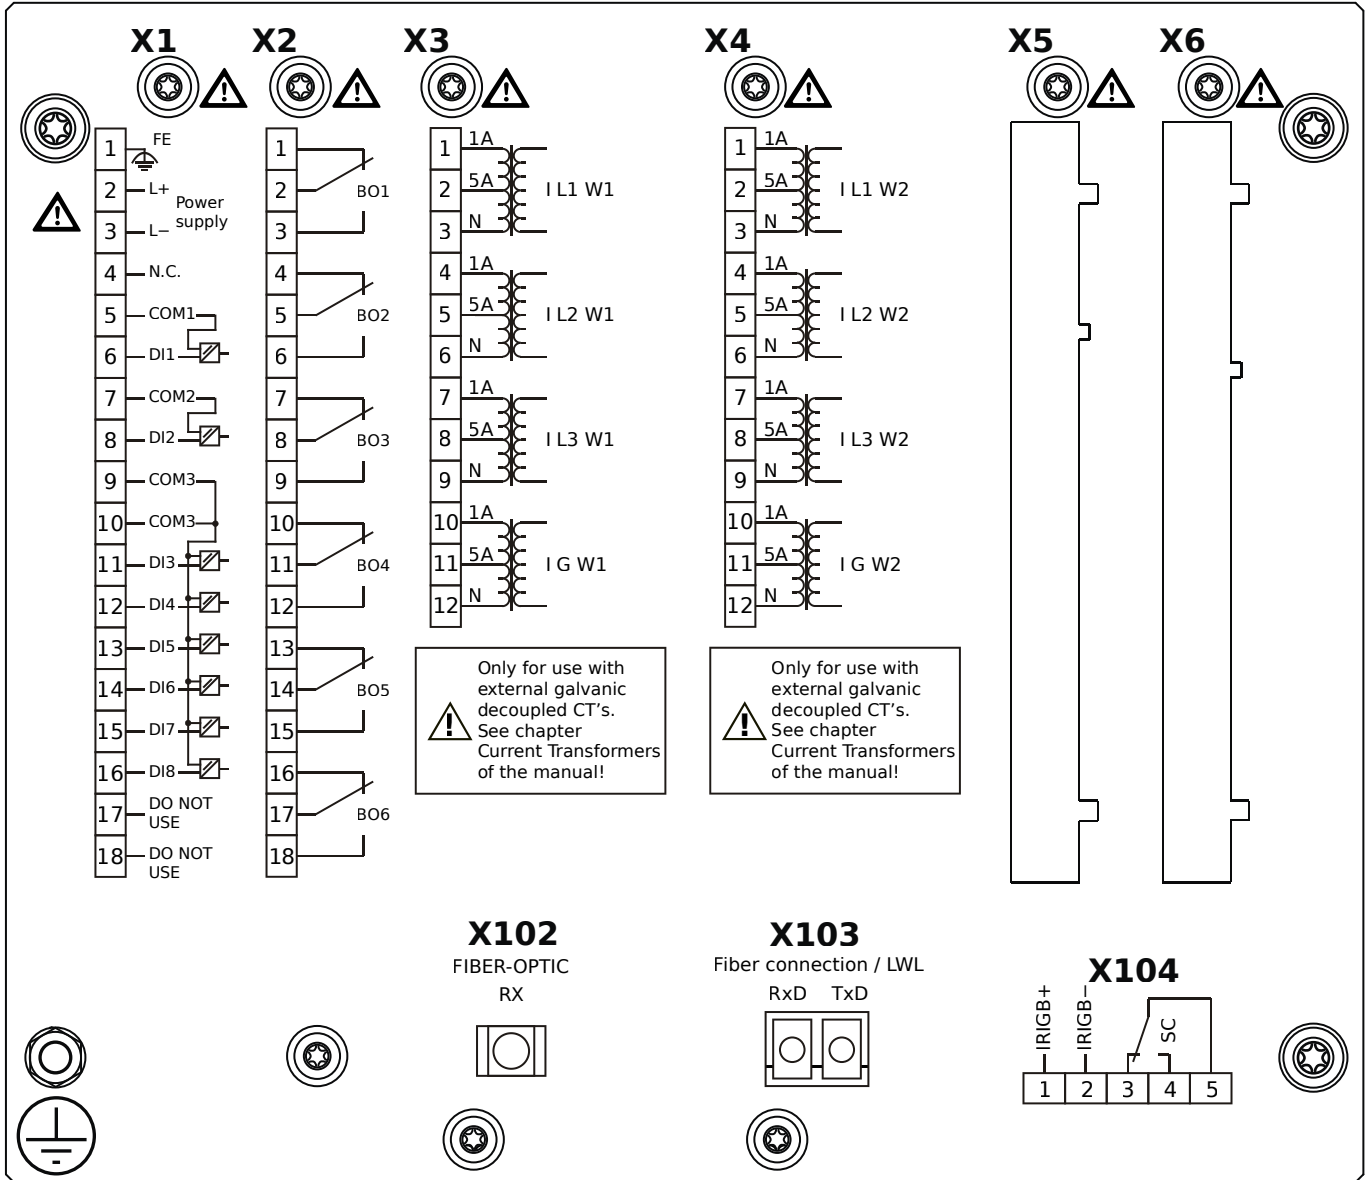 X1
X2
X3
X4
X5
X6
1
FE
2
L+
Power
supply
3
L−
4
N.C.
5
COM1
6
DI1
7
COM2
8
DI2
9
COM3
10
COM3
11
DI3
12
DI4
13
DI5
14
DI6
15
DI7
16
DI8
17
DO NOT
USE
18
DO NOT
USE
1
2
BO1
3
4
5
BO2
6
7
8
BO3
9
10
11
BO4
12
13
14
BO5
15
16
17
BO6
18
1
1A
2
5A
I L1 W1
3
N
4
1A
5
5A
I L2 W1
6
N
7
1A
8
5A
I L3 W1
9
N
10
1A
11
5A
I G W1
12
N
Only for use with
external galvanic
decoupled CT's.
See chapter
Current Transformers
of the manual!
1
1A
2
5A
I L1 W2
3
N
4
1A
5
5A
I L2 W2
6
N
7
1A
8
5A
I L3 W2
9
N
10
1A
11
5A
I G W2
12
N
Only for use with
external galvanic
decoupled CT's.
See chapter
Current Transformers
of the manual!
X102
FIBER-OPTIC
RX
X103
Fiber connection / LWL
RxD TxD
X104
IRIGB+
IRIGB−
SC
1 2 3 4 5